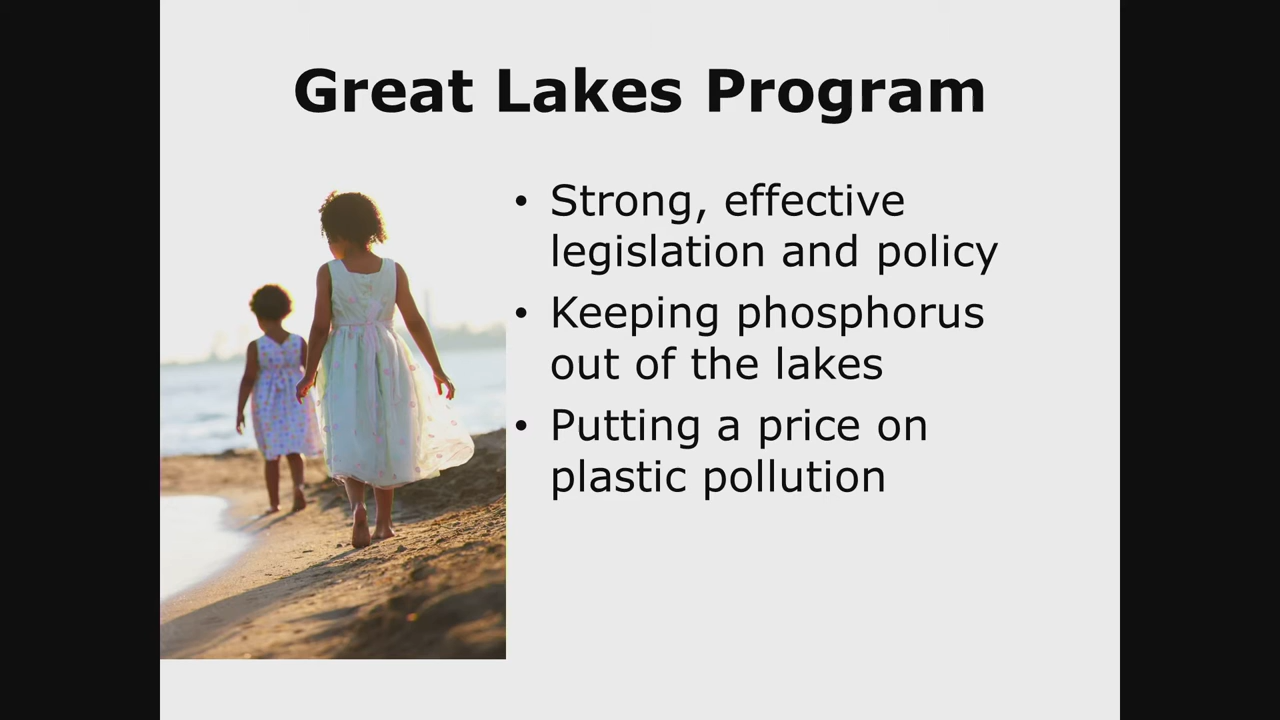 Great Lakes Program
• Strong, effective
legislation and policy
• Keeping phosphorus
out of the lakes
• Putting a price on
plastic pollution